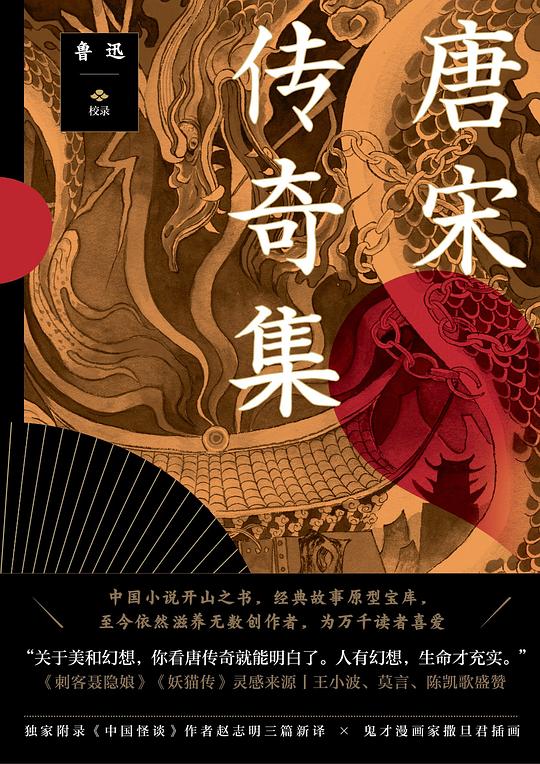 唐宋
传奇集
鲁迅
校录
中国小说开山之书，经典故事原型宝库，
至今依然滋养无数创作者，为万千读者喜爱
“关于美和幻想，你看唐传奇就能明白了。人有幻想，生命才充实。”
《刺客聂隐娘》《妖猫传》灵感来源｜王小波、莫言、陈凯歌盛赞
独家附录《中国怪谈》作者赵志明三篇新译 × 鬼才漫画家撒旦君插画